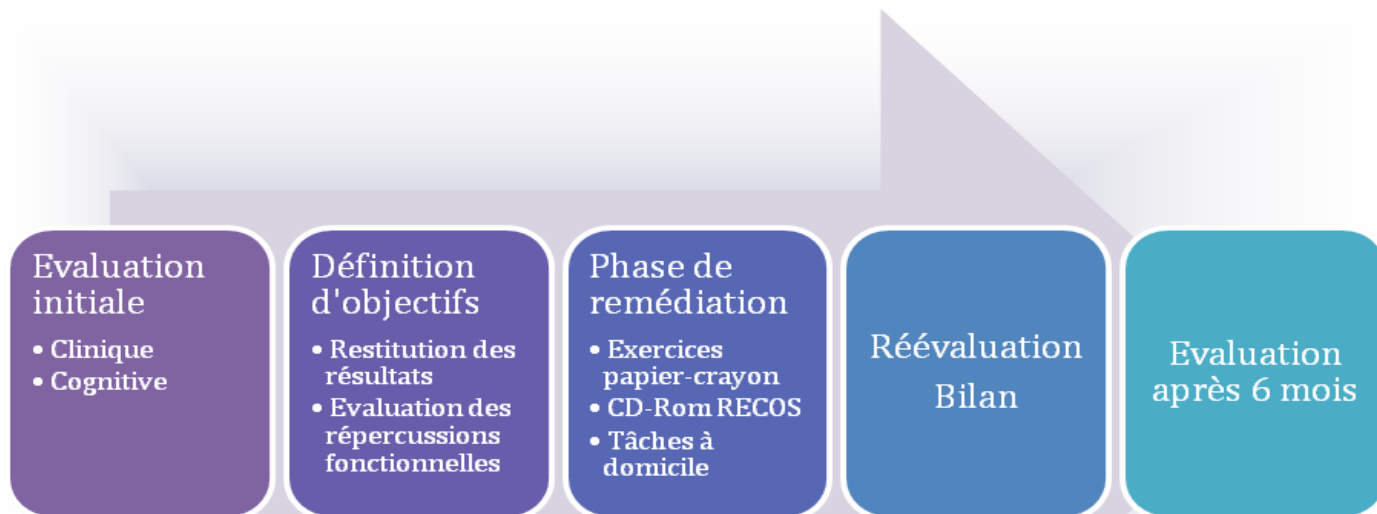 Evaluation
initiale
• Clinique
• Cognitive
Définition
d'objectifs
• Restitution des
résultats
• Evaluation des
répercussions
fonctionnelles
Phase de
remédiation
• Exercices
papier-crayon
• CD-Rom RECOS
• Tâches à
domicile
Réévaluation
Bilan
Evaluation
après 6 mois